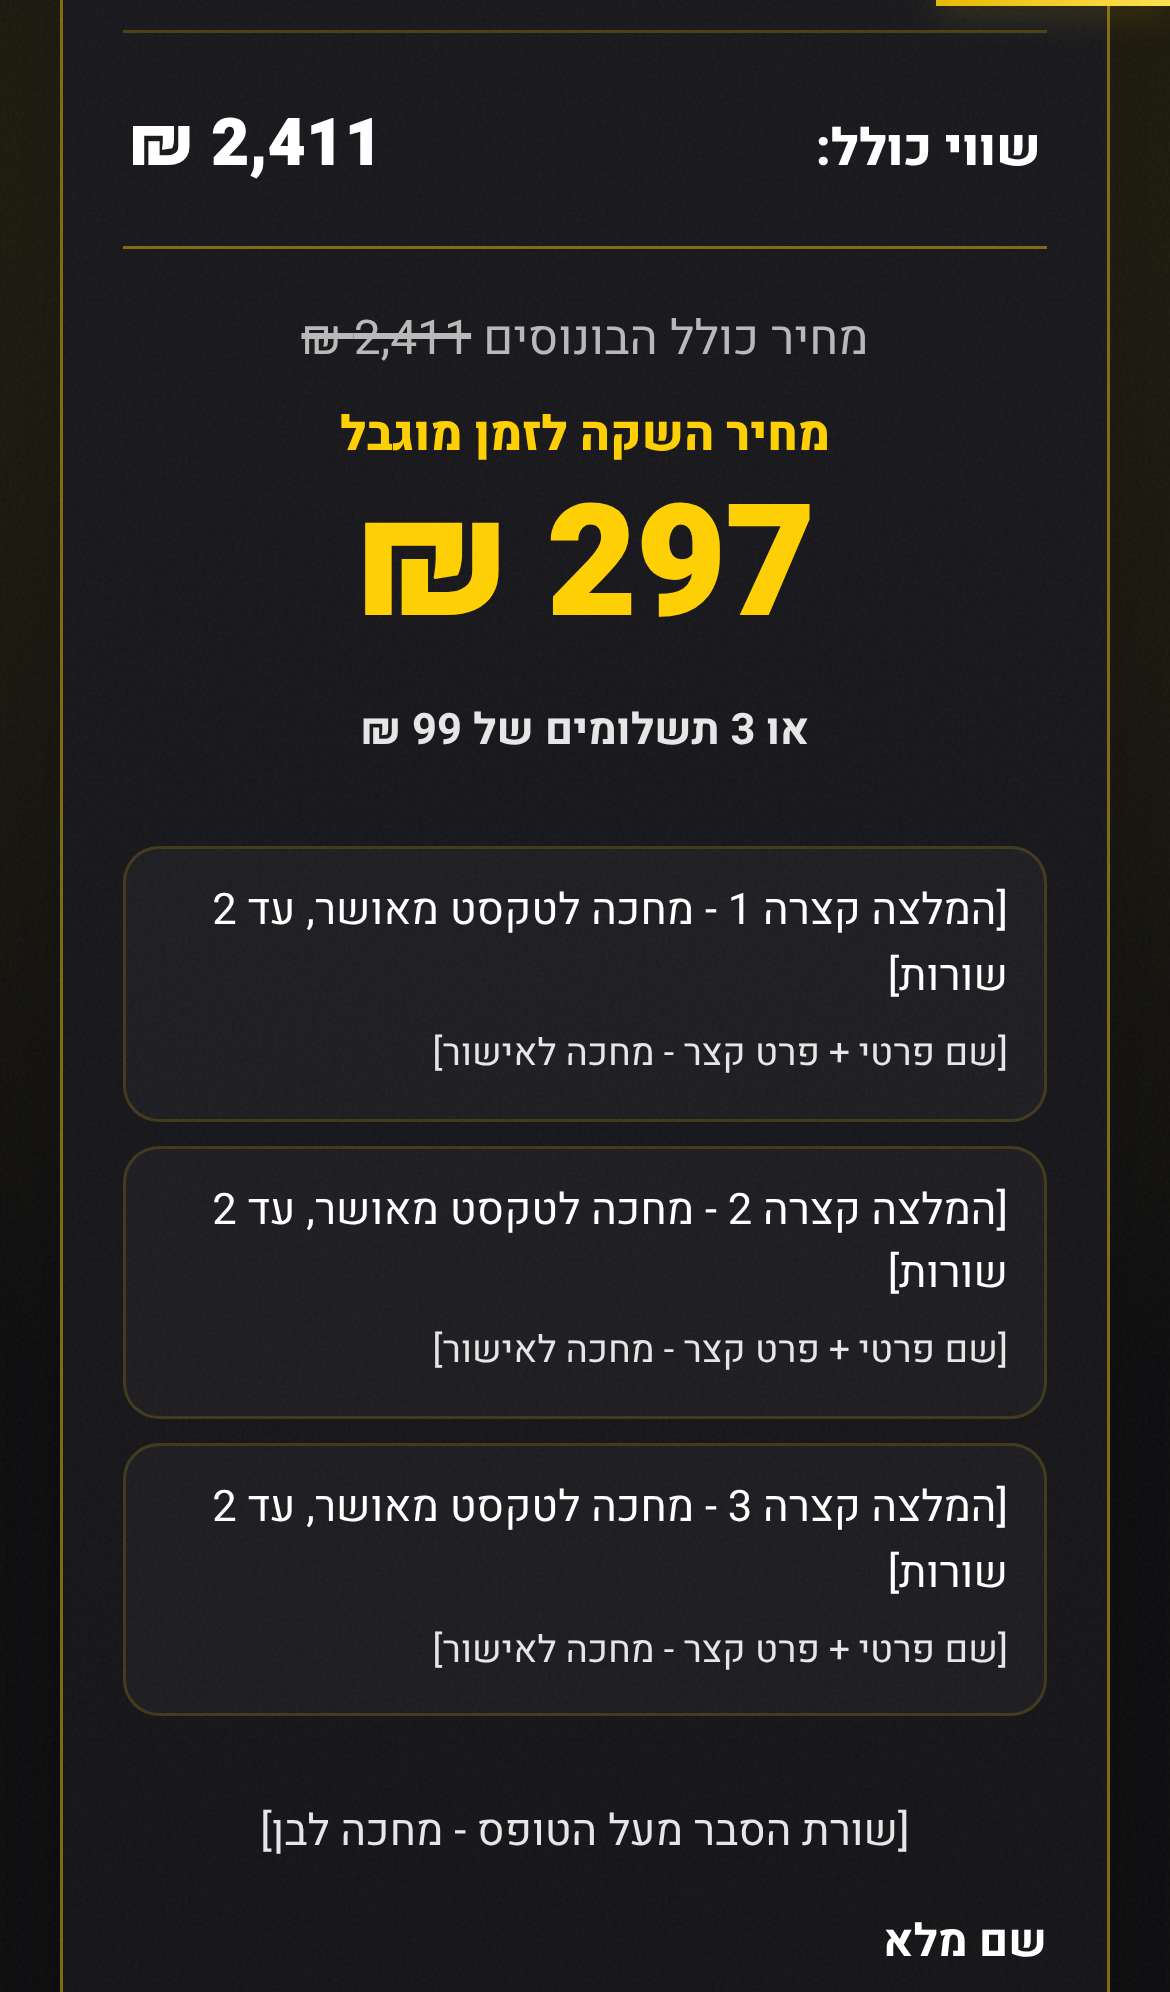 שווי כולל: 2,411 ₪
מחיר כולל הבונוסים 2,411 ₪
מחיר השקה לזמן מוגבל
297 ₪
או 3 תשלומים של 99 ₪
[המלצה קצרה 1 - מחכה לטקסט מאושר, עד 2
שורות]
[שם פרטי + פרט קצר - מחכה לאישור]
[המלצה קצרה 2 - מחכה לטקסט מאושר, עד 2
שורות]
[שם פרטי + פרט קצר - מחכה לאישור]
[המלצה קצרה 3 - מחכה לטקסט מאושר, עד 2
שורות]
[שם פרטי + פרט קצר - מחכה לאישור]
[שורת הסבר מעל הטופס - מחכה לבן]
שם מלא